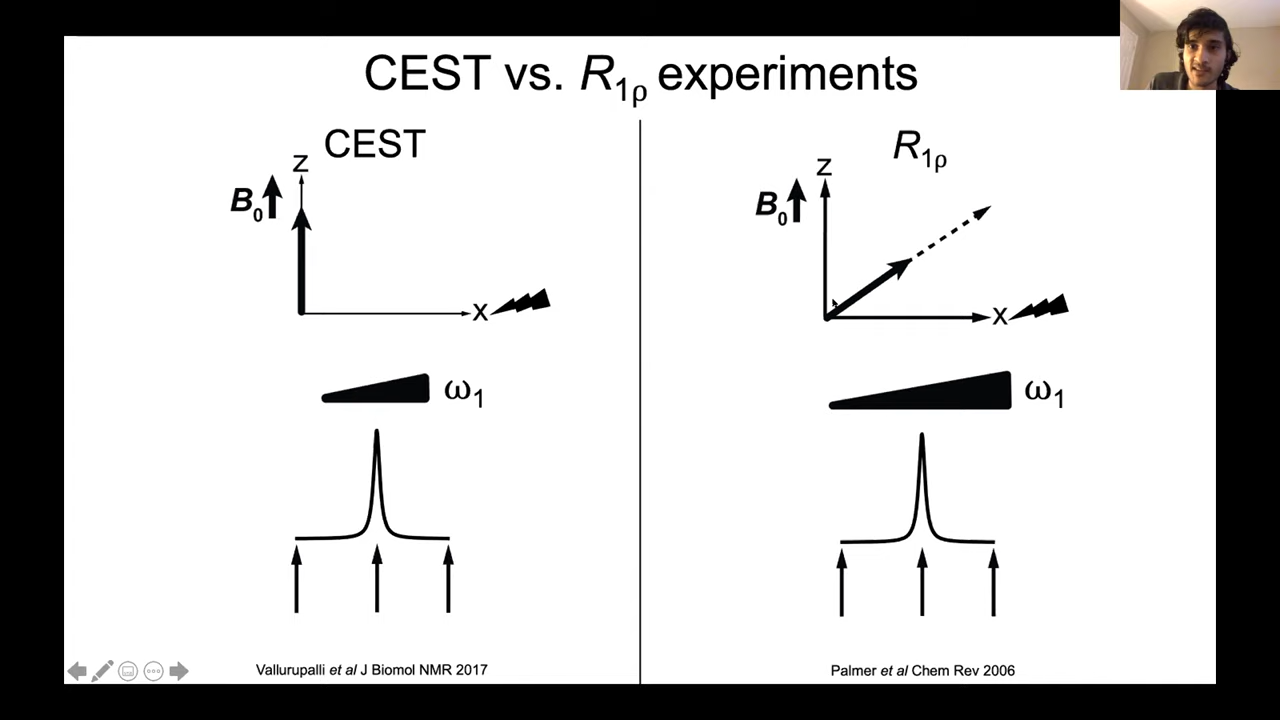 CEST vs. R1ρ experiments
CEST
z
B0
x
ω1
Vallurupalli et al J Biomol NMR 2017
R1ρ
z
B0
x
ω1
Palmer et al Chem Rev 2006